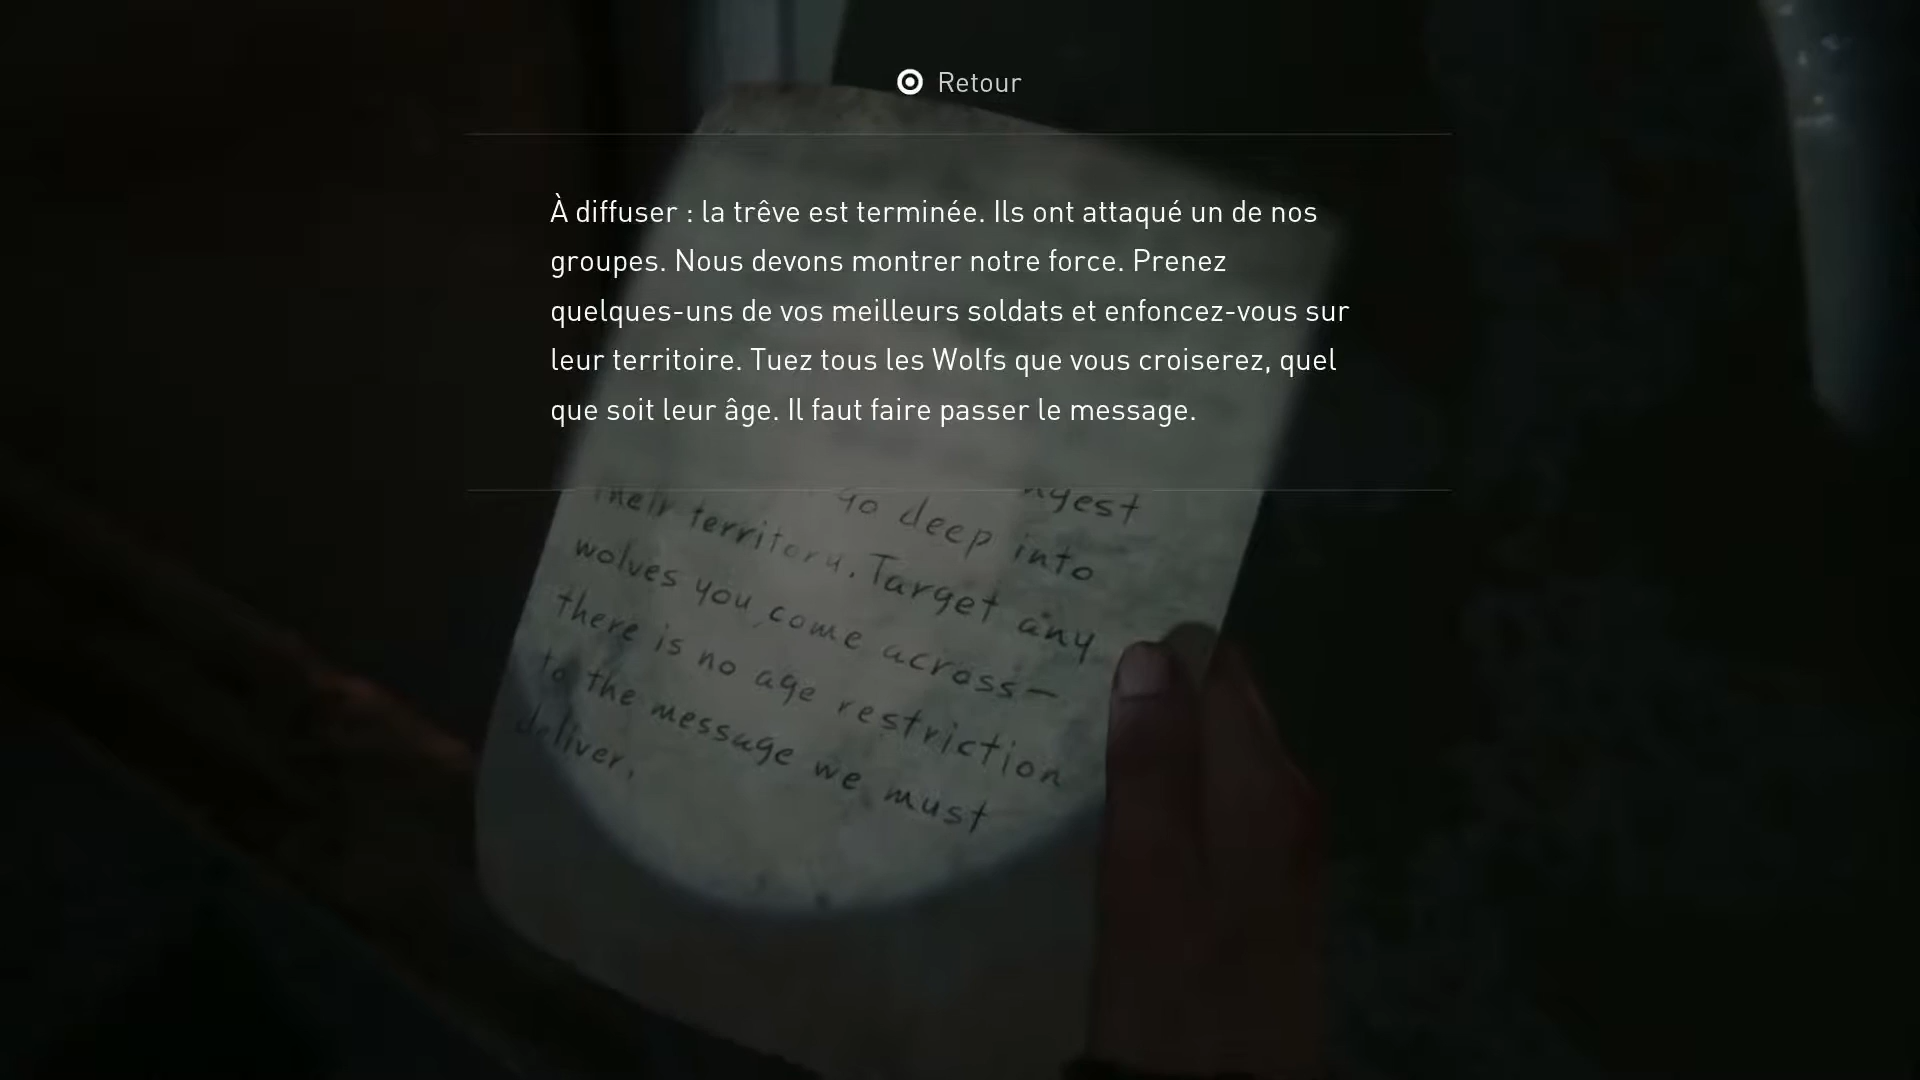 Retour
À diffuser : la trêve est terminée. Ils ont attaqué un de nos
groupes. Nous devons montrer notre force. Prenez
quelques-uns de vos meilleurs soldats et enfoncez-vous sur
leur territoire. Tuez tous les Wolfs que vous croiserez, quel
que soit leur âge. Il faut faire passer le message.
go deep into
their territory. Target any
wolves you come across—
there is no age restriction
to the message we must
deliver.